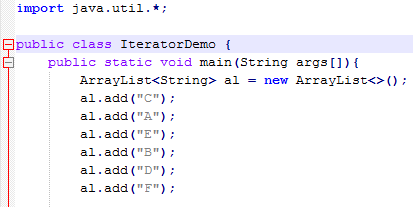 import java.util.*;
public class IteratorDemo {
public static void main(String args[]){
ArrayList<String> al = new ArrayList<>();
al.add("C");
al.add("A");
al.add("E");
al.add("B");
al.add("D");
al.add("F");